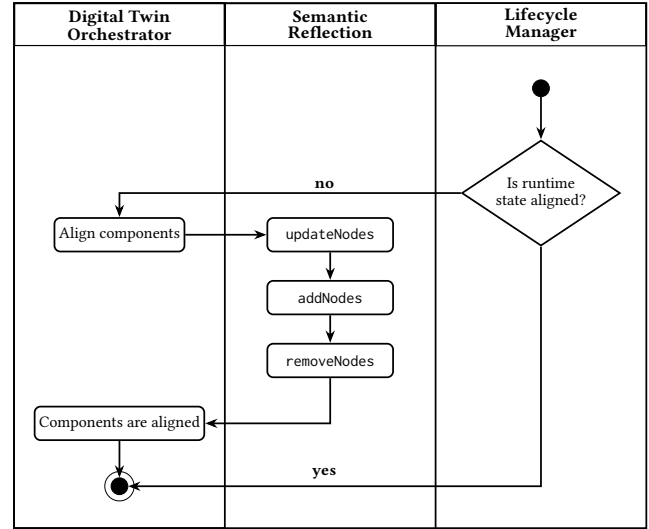 Digital Twin
Orchestrator
Semantic
Reflection
Lifecycle
Manager
Is runtime
state aligned?
no
Align components
updateNodes
addNodes
removeNodes
Components are aligned
yes